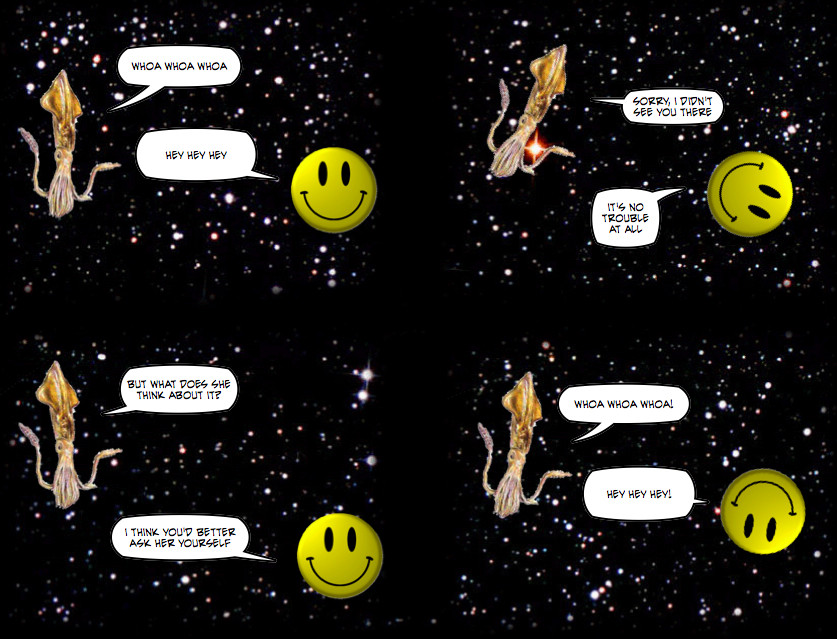 WHOA WHOA WHOA
HEY HEY HEY
SORRY, I DIDN'T
SEE YOU THERE
IT'S NO
TROUBLE
AT ALL
BUT WHAT DOES SHE
THINK ABOUT IT?
I THINK YOU'D BETTER
ASK HER YOURSELF
WHOA WHOA WHOA!
HEY HEY HEY!